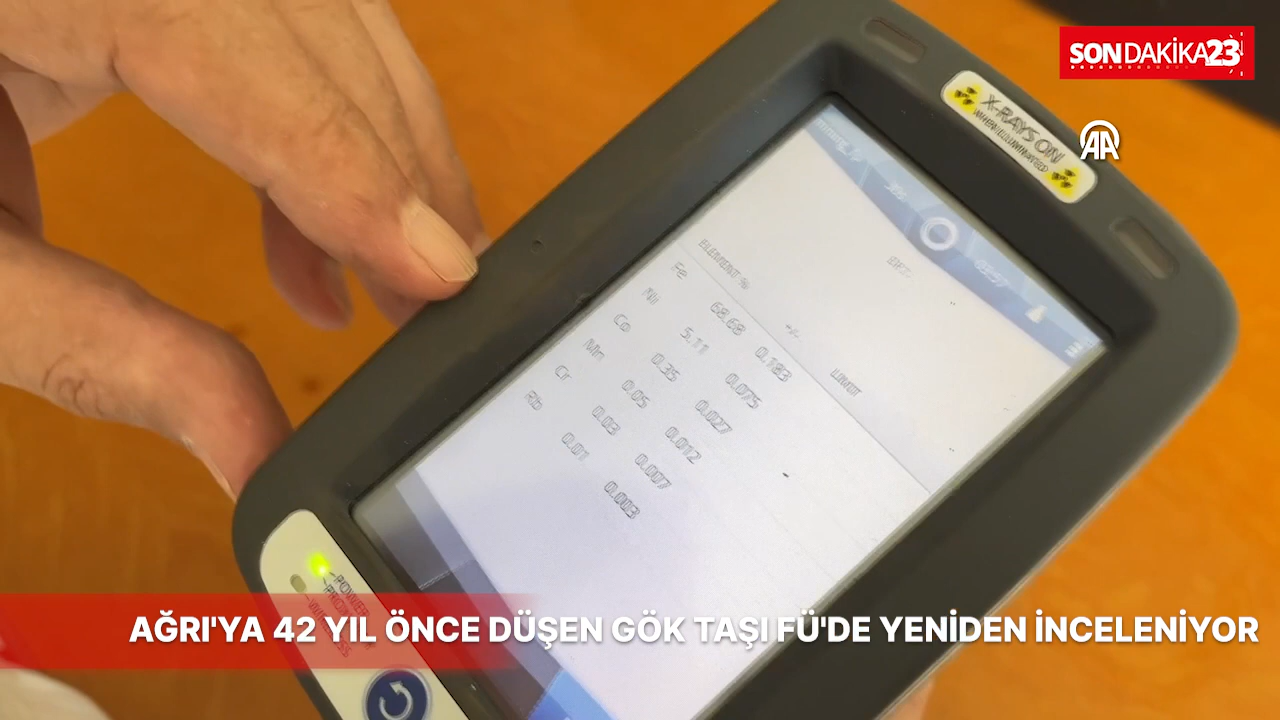 SONDAKİKA23
AA
X-RAYS ON
WHEN ILLUMINATED
ELEMENT % +/-
Fe 68.68 0.183
Ni 5.11 0.075
Co 0.35 0.027
Mn 0.05 0.012
Cr 0.03 0.007
Rb 0.01 0.003
POWER
AĞRI'YA 42 YIL ÖNCE DÜŞEN GÖK TAŞI FÜ'DE YENİDEN İNCELENİYOR